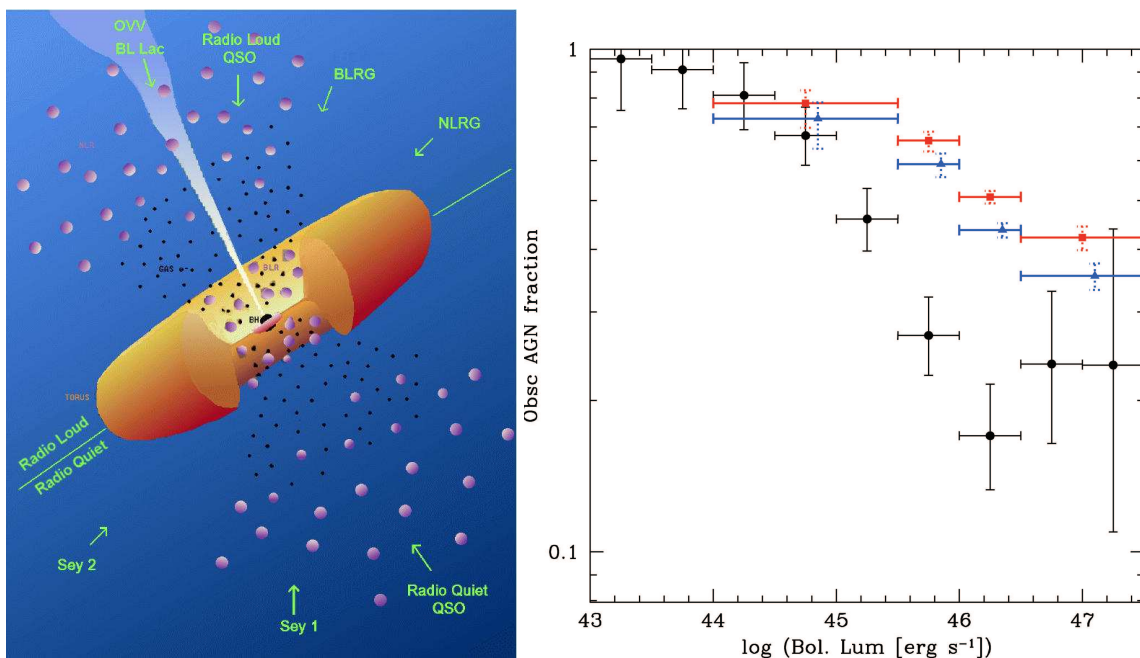 OVV
BL Lac
Radio Loud
QSO
BLRG
NLRG
NLR
GAS e-
BLR
BH
TORUS
Radio Loud
Radio Quiet
Sey 2
Sey 1
Radio Quiet
QSO
Obsc AGN fraction
1
0.1
43
44
45
46
47
log (Bol. Lum [erg s⁻¹])